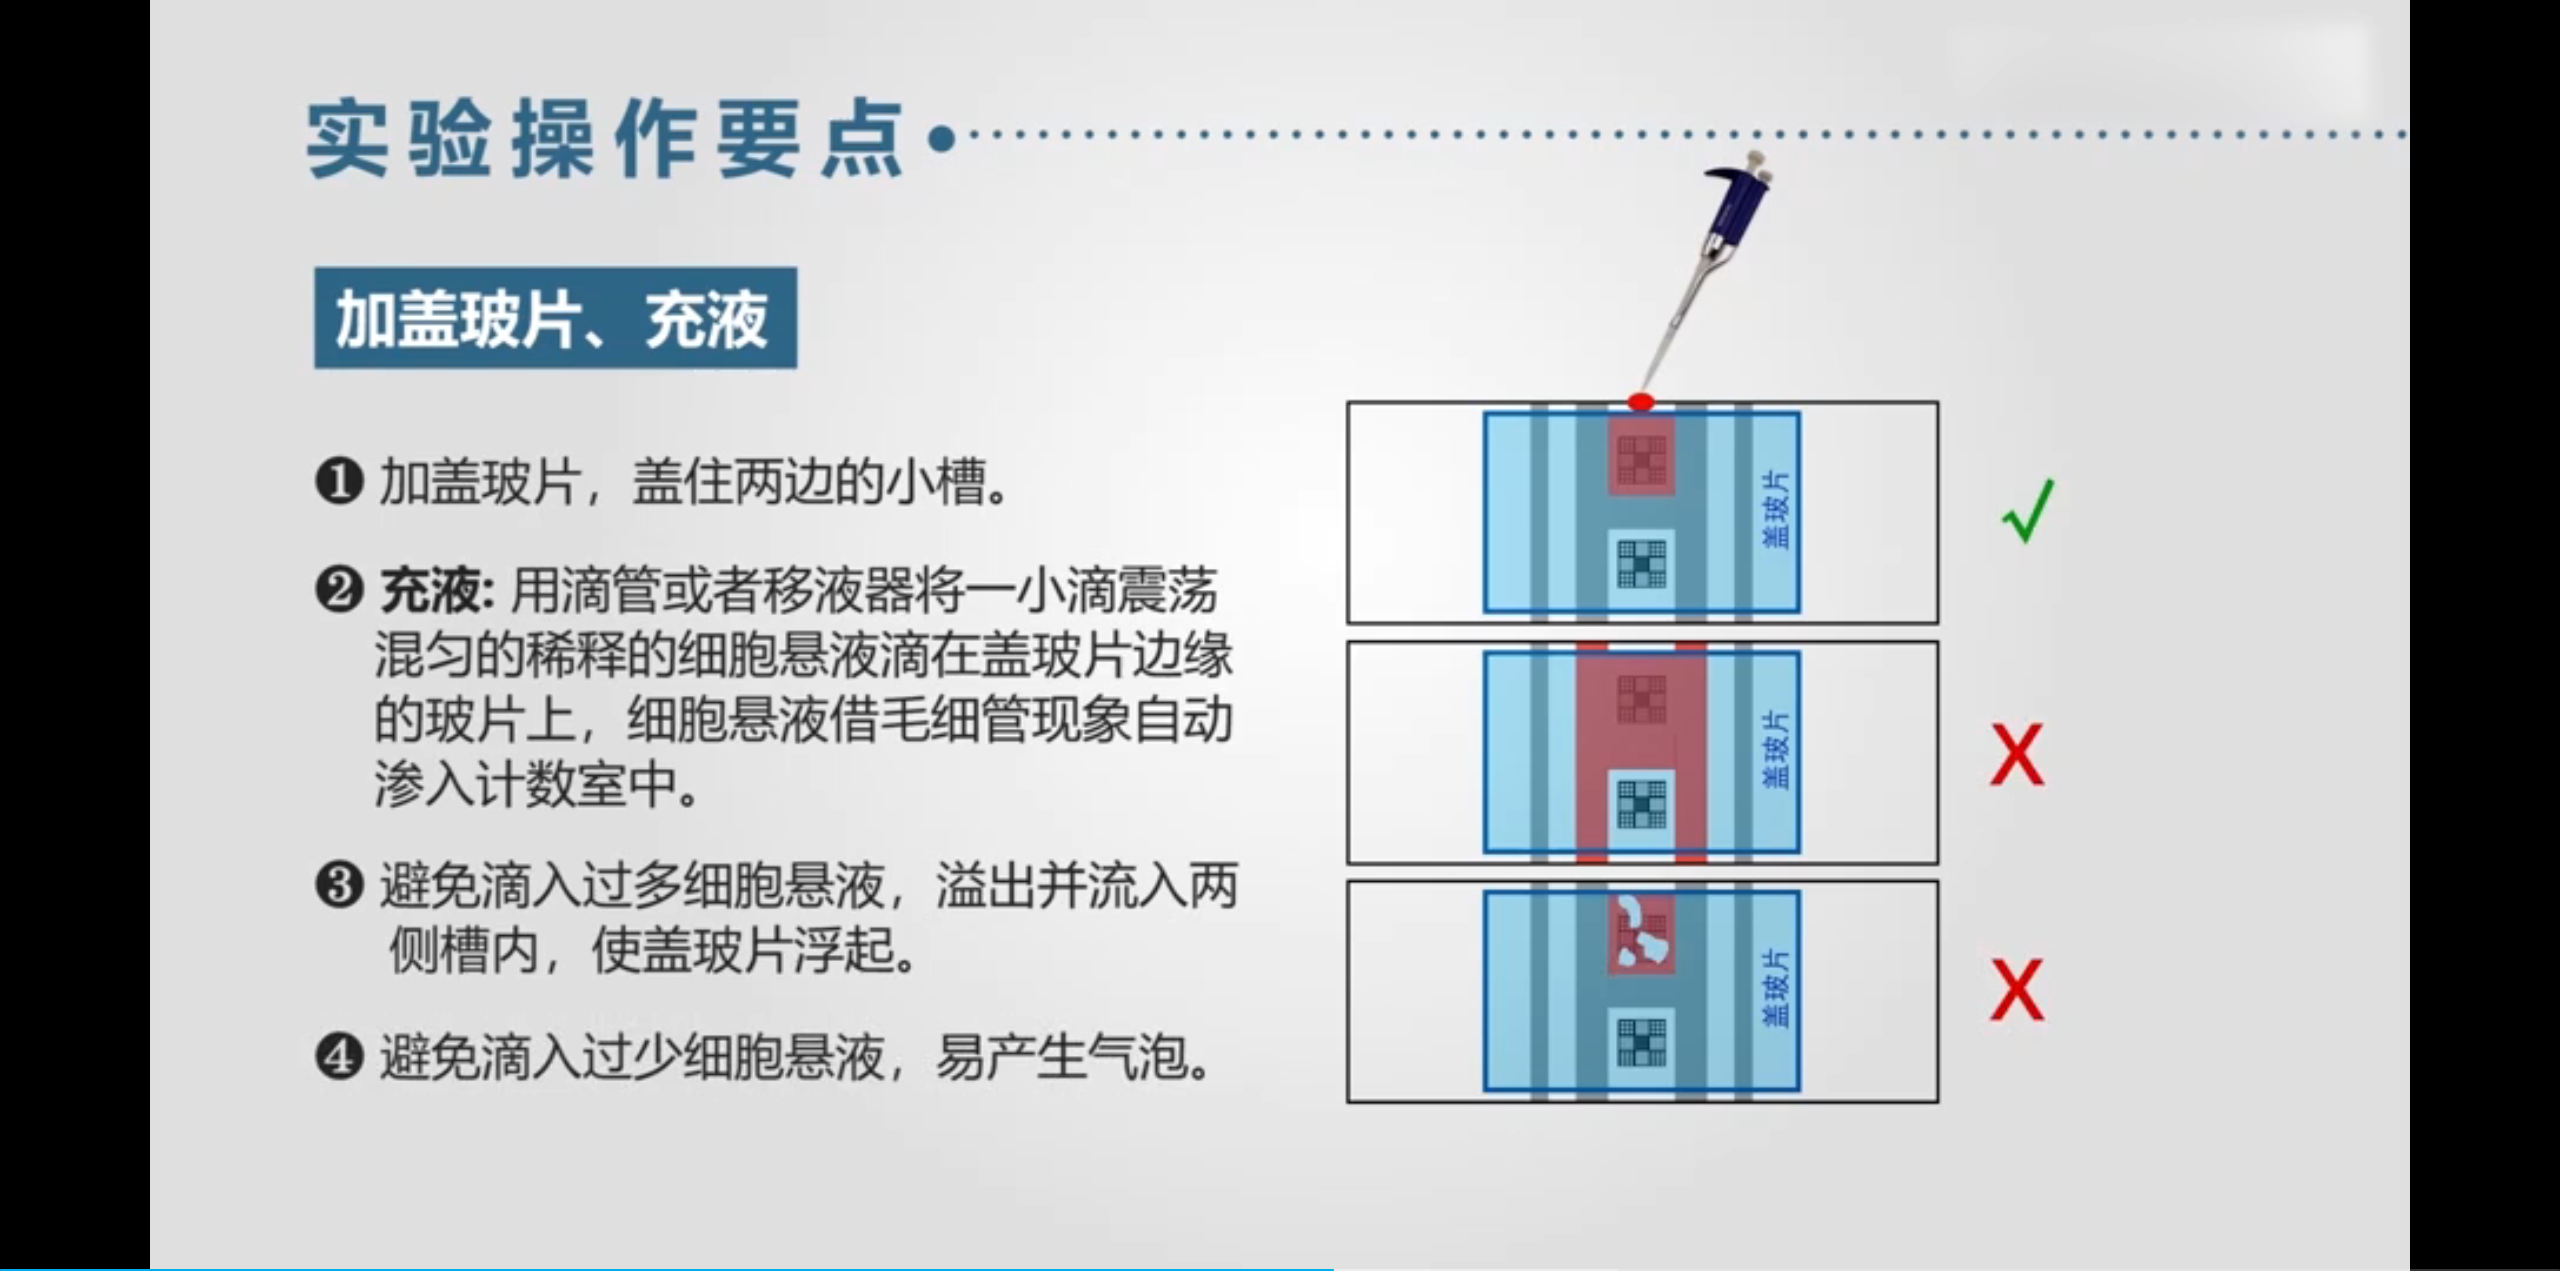 实验操作要点
加盖玻片、充液
❶ 加盖玻片，盖住两边的小槽。
❷ 充液: 用滴管或者移液器将一小滴震荡
混匀的稀释的细胞悬液滴在盖玻片边缘
的玻片上，细胞悬液借毛细管现象自动
渗入计数室中。
❸ 避免滴入过多细胞悬液，溢出并流入两
侧槽内，使盖玻片浮起。
❹ 避免滴入过少细胞悬液，易产生气泡。
盖玻片
√
盖玻片
X
盖玻片
X